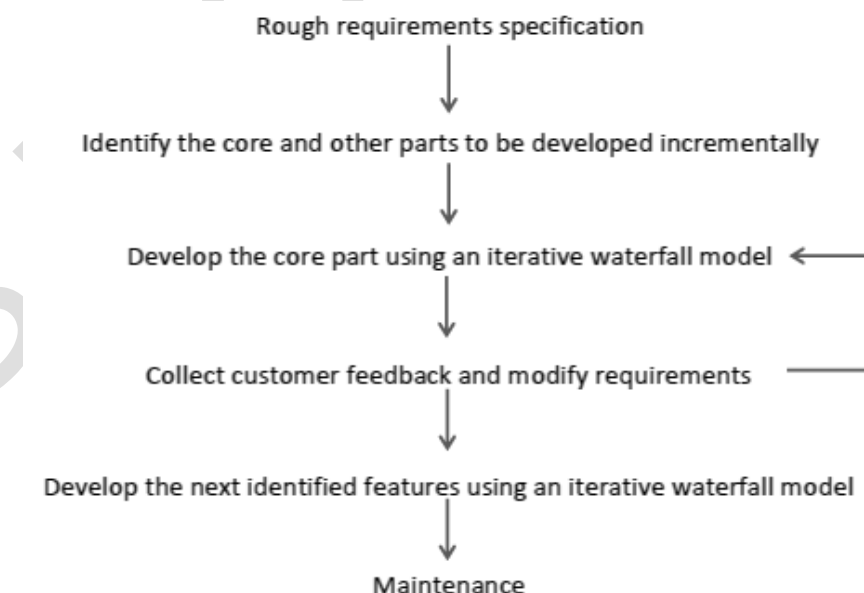 Rough requirements specification
Identify the core and other parts to be developed incrementally
Develop the core part using an iterative waterfall model
Collect customer feedback and modify requirements
Develop the next identified features using an iterative waterfall model
Maintenance